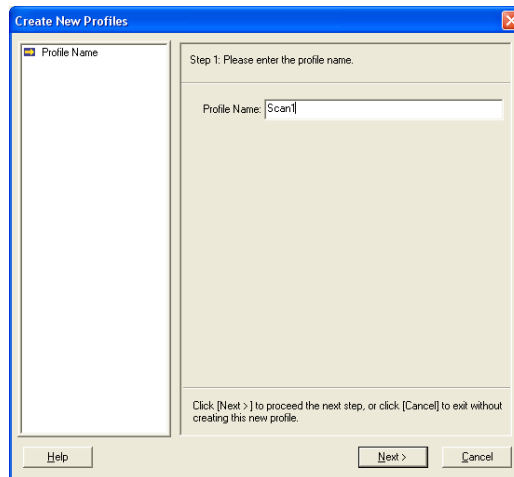 Create New Profiles
Profile Name
Step 1: Please enter the profile name.
Profile Name: Scan1
Click [Next >] to proceed the next step, or click [Cancel] to exit without
creating this new profile.
Help
Next >
Cancel